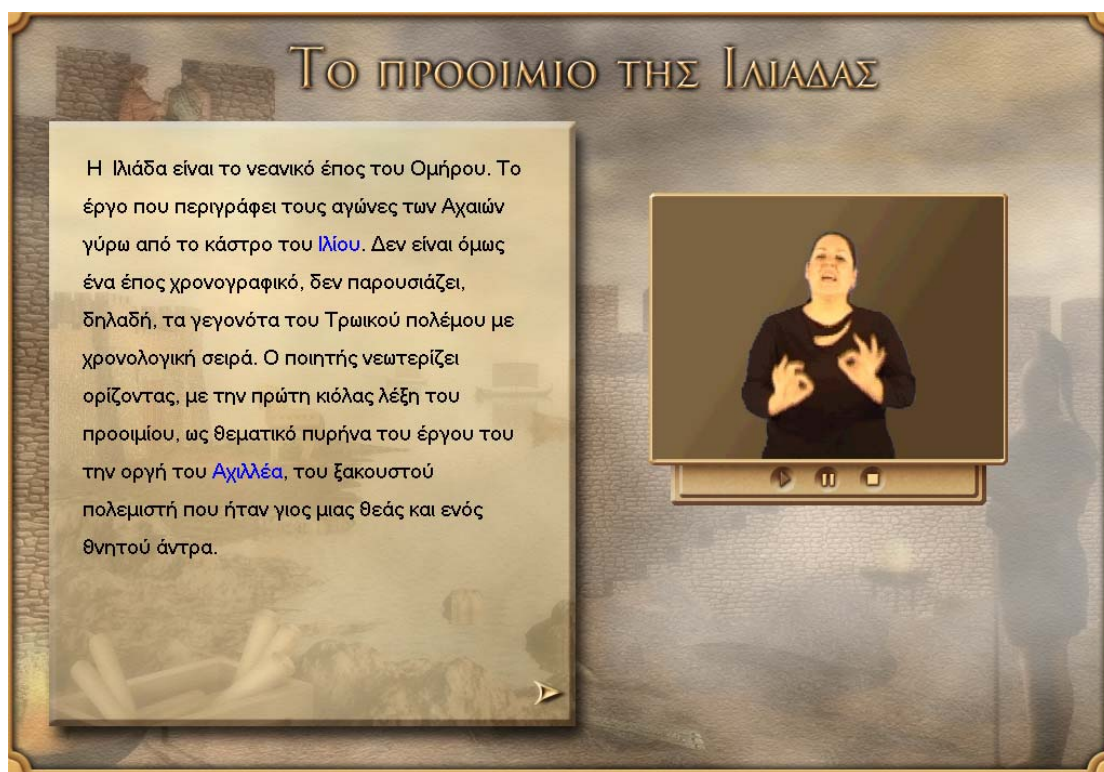 Το προοιμιο της Ιλιαδας
Η Ιλιάδα είναι το νεανικό έπος του Ομήρου. Το
έργο που περιγράφει τους αγώνες των Αχαιών
γύρω από το κάστρο του Ιλίου. Δεν είναι όμως
ένα έπος χρονογραφικό, δεν παρουσιάζει,
δηλαδή, τα γεγονότα του Τρωικού πολέμου με
χρονολογική σειρά. Ο ποιητής νεωτερίζει
ορίζοντας, με την πρώτη κιόλας λέξη του
προοιμίου, ως θεματικό πυρήνα του έργου του
την οργή του Αχιλλέα, του ξακουστού
πολεμιστή που ήταν γιος μιας θεάς και ενός
θνητού άντρα.